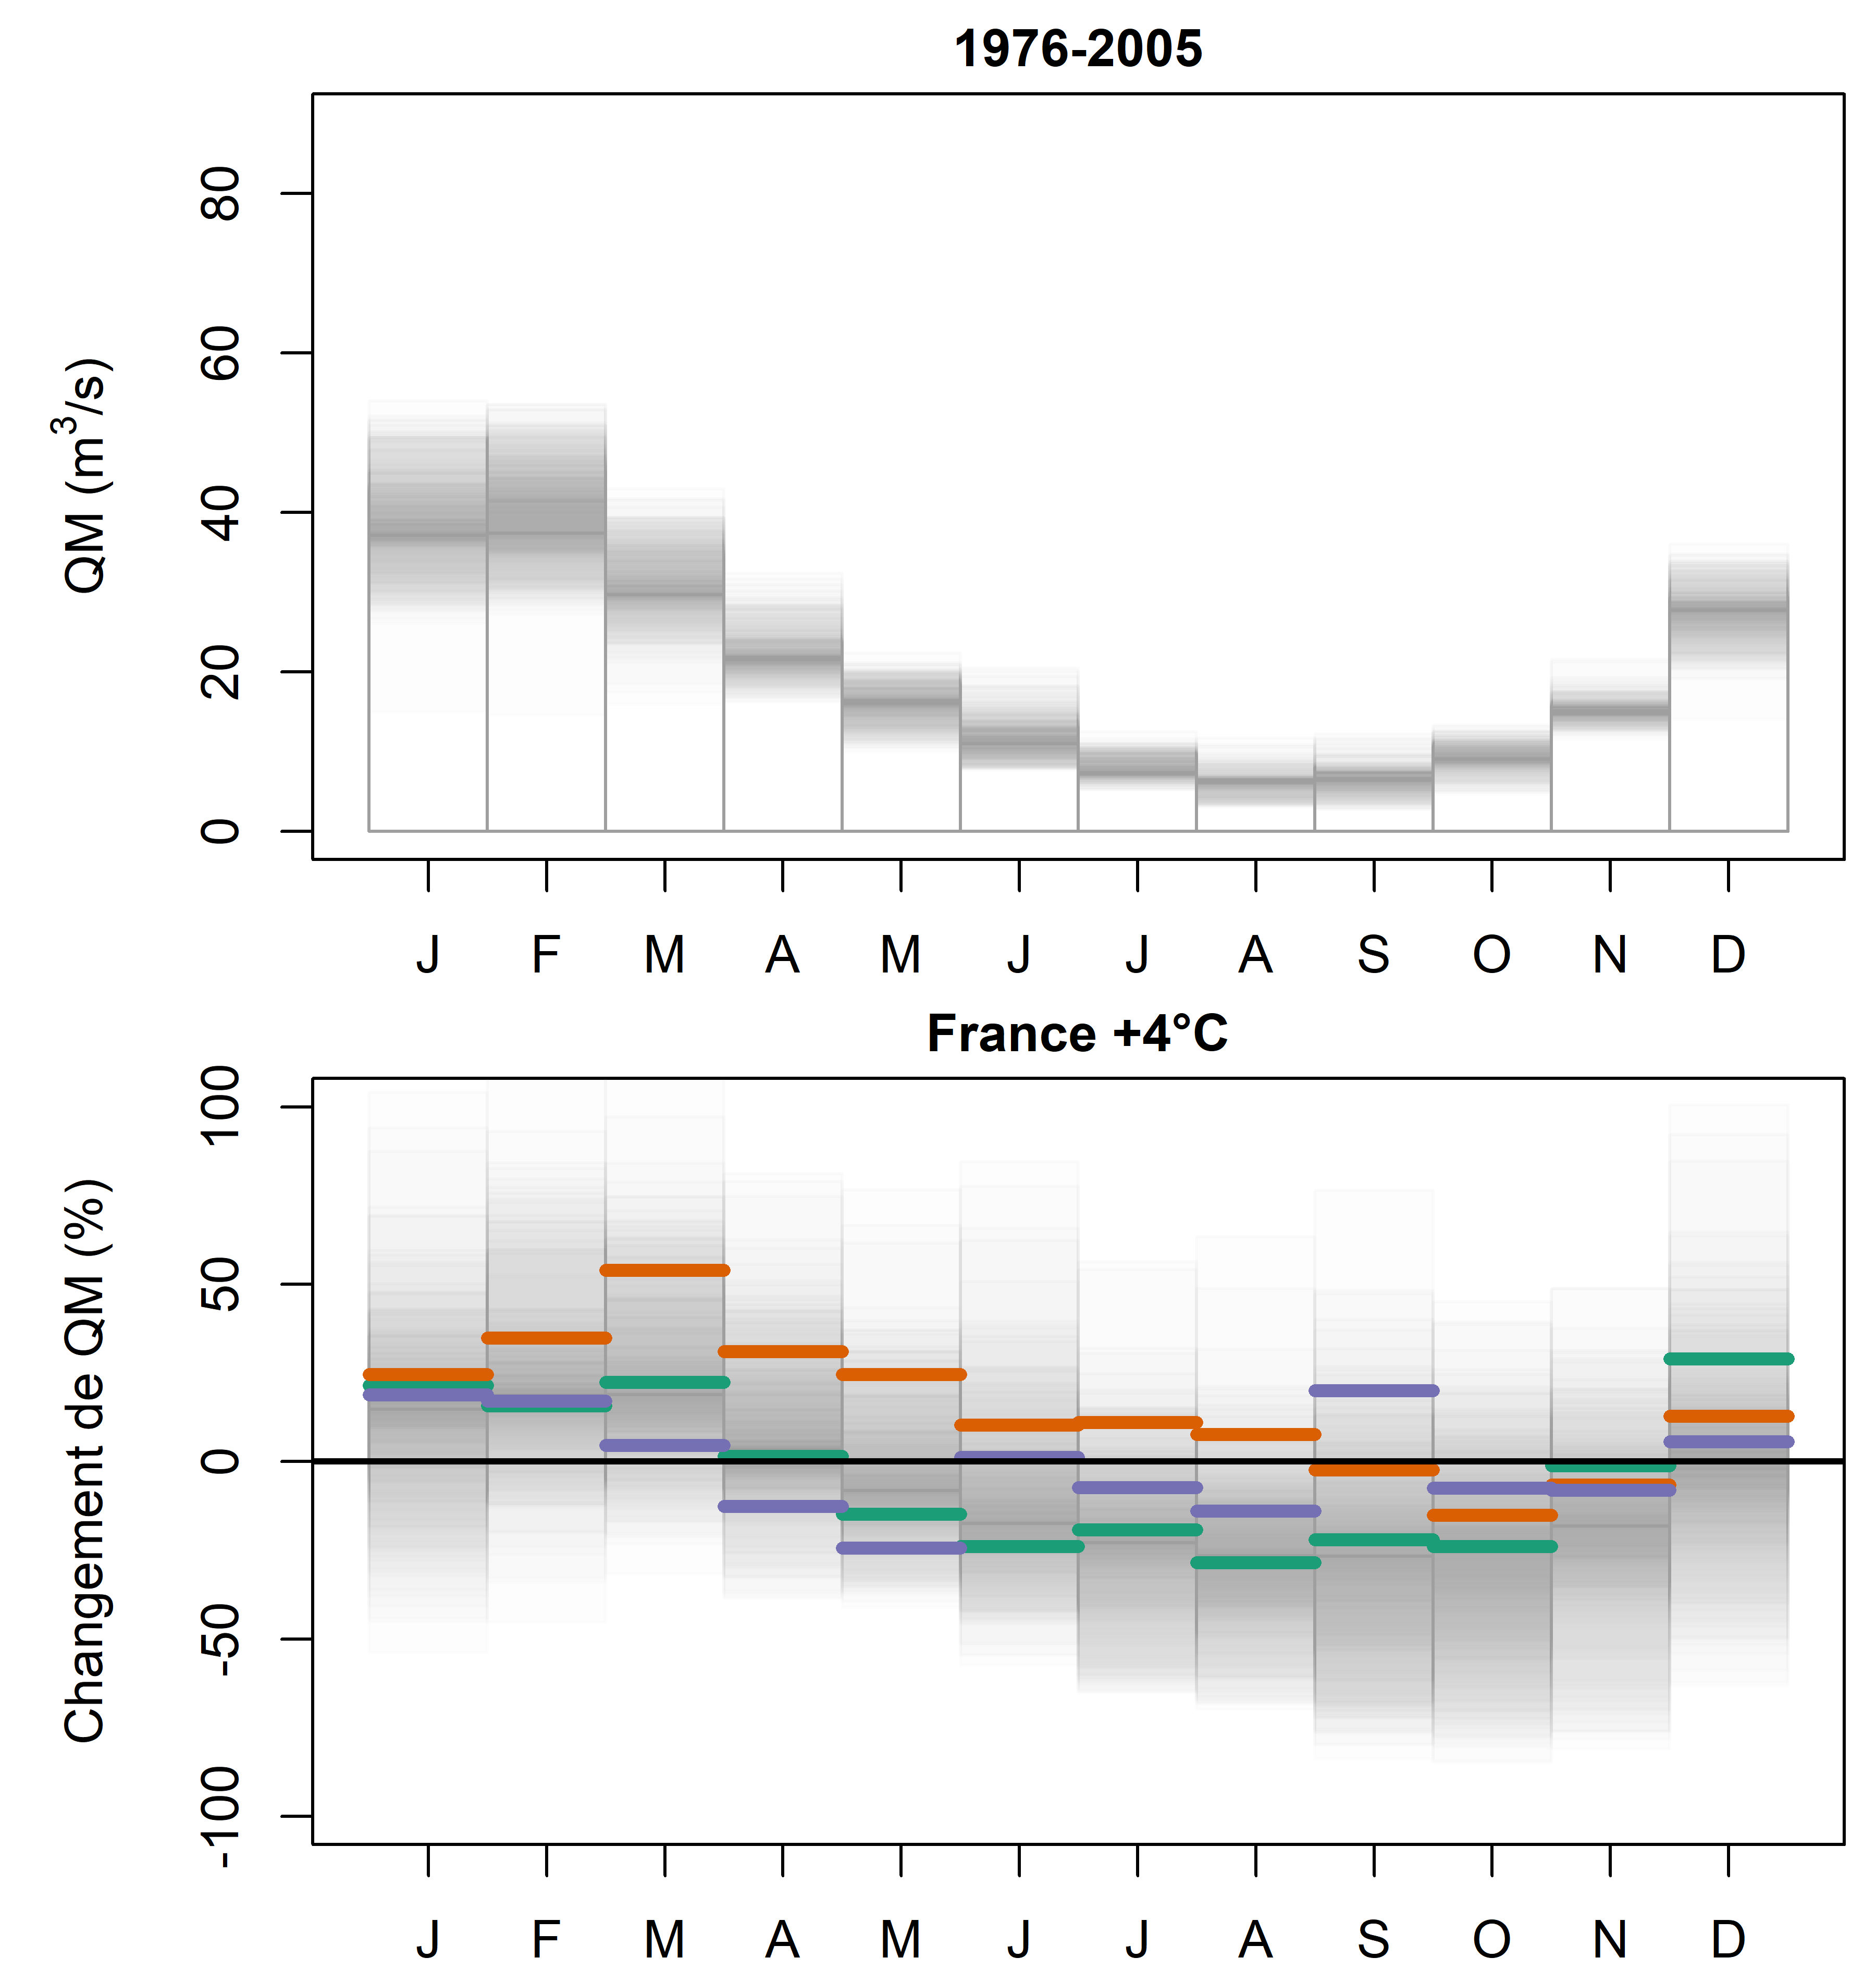 1976-2005
QM (m³/s)
80
60
40
20
0
J F M A M J J A S O N D
France +4°C
Changement de QM (%)
100
50
0
-50
-100
J F M A M J J A S O N D